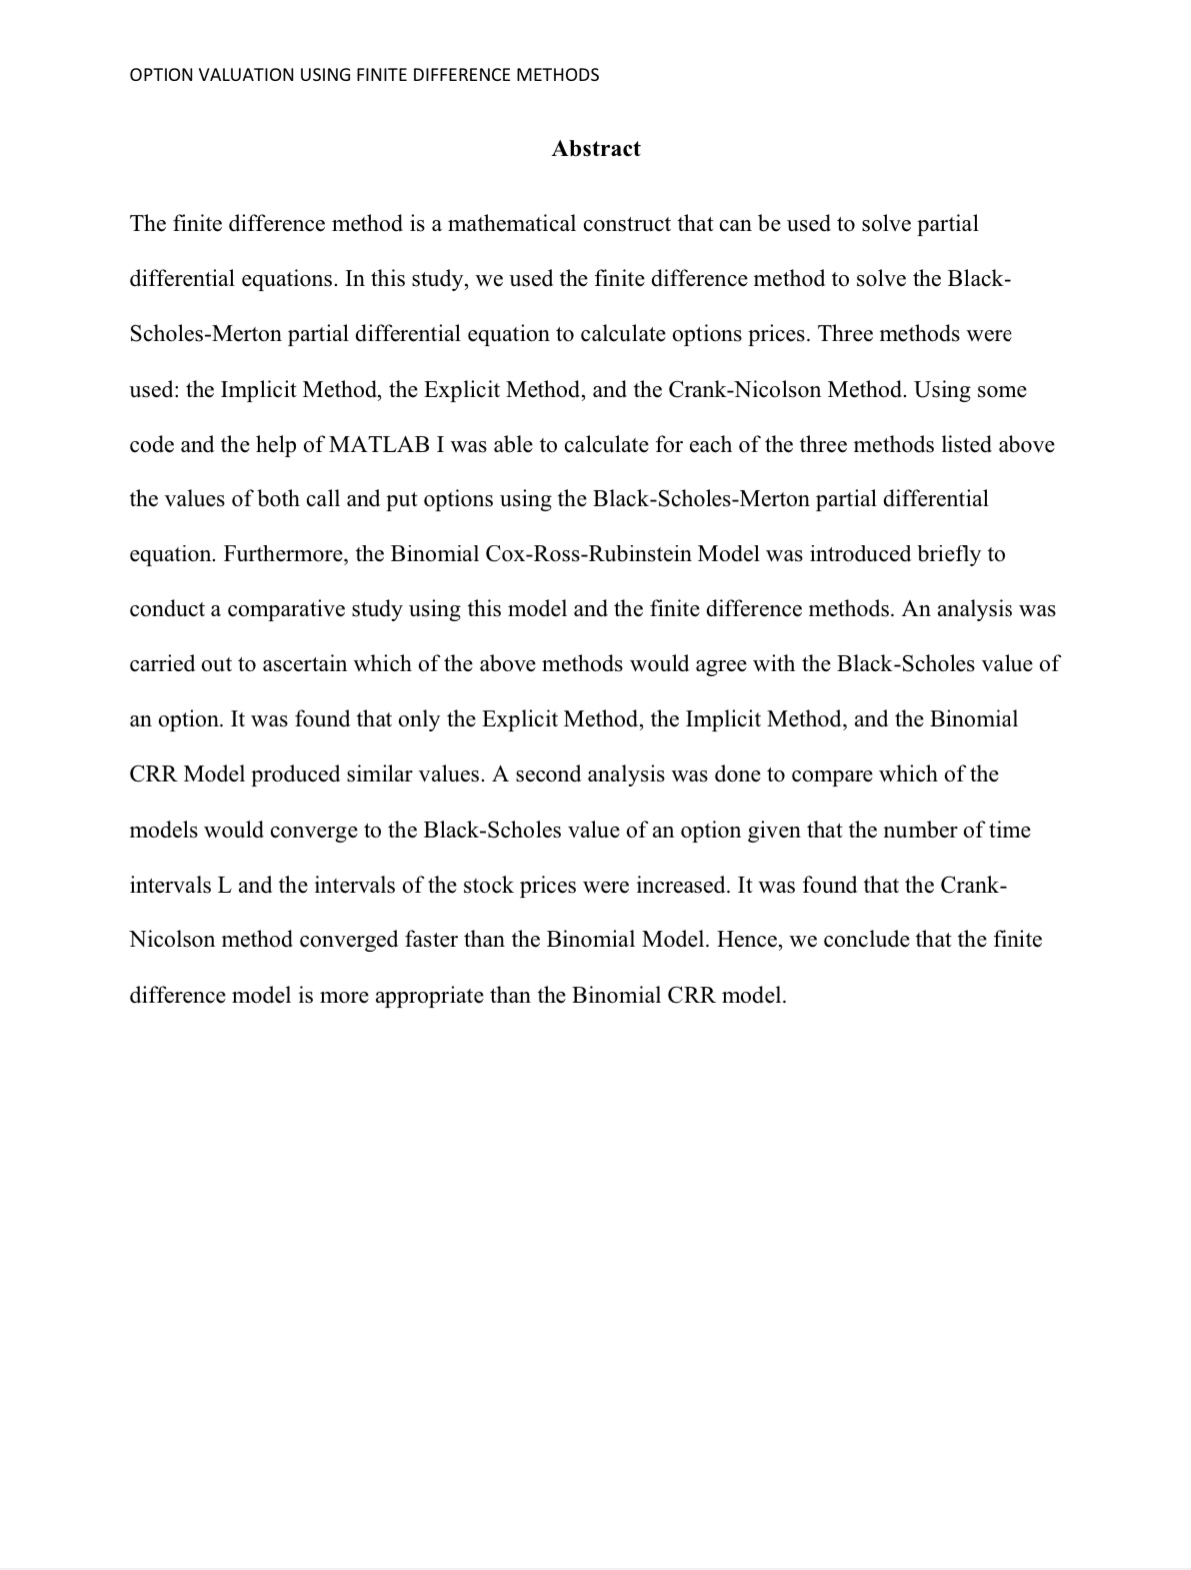 OPTION VALUATION USING FINITE DIFFERENCE METHODS
Abstract
The finite difference method is a mathematical construct that can be used to solve partial
differential equations. In this study, we used the finite difference method to solve the Black-
Scholes-Merton partial differential equation to calculate options prices. Three methods were
used: the Implicit Method, the Explicit Method, and the Crank-Nicolson Method. Using some
code and the help of MATLAB I was able to calculate for each of the three methods listed above
the values of both call and put options using the Black-Scholes-Merton partial differential
equation. Furthermore, the Binomial Cox-Ross-Rubinstein Model was introduced briefly to
conduct a comparative study using this model and the finite difference methods. An analysis was
carried out to ascertain which of the above methods would agree with the Black-Scholes value of
an option. It was found that only the Explicit Method, the Implicit Method, and the Binomial
CRR Model produced similar values. A second analysis was done to compare which of the
models would converge to the Black-Scholes value of an option given that the number of time
intervals L and the intervals of the stock prices were increased. It was found that the Crank-
Nicolson method converged faster than the Binomial Model. Hence, we conclude that the finite
difference model is more appropriate than the Binomial CRR model.